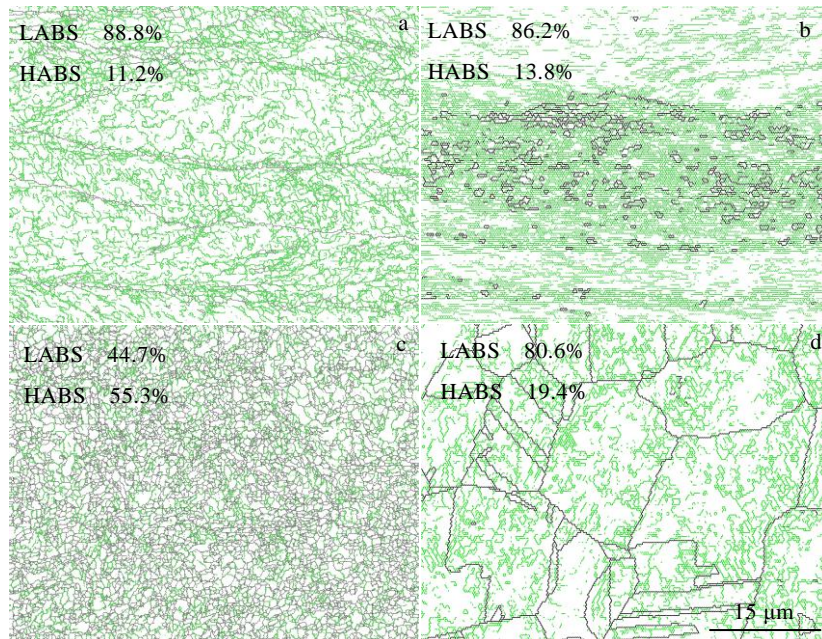 LABS 88.8%
HABS 11.2%
a
LABS 86.2%
HABS 13.8%
b
LABS 44.7%
HABS 55.3%
c
LABS 80.6%
HABS 19.4%
d
15 μm